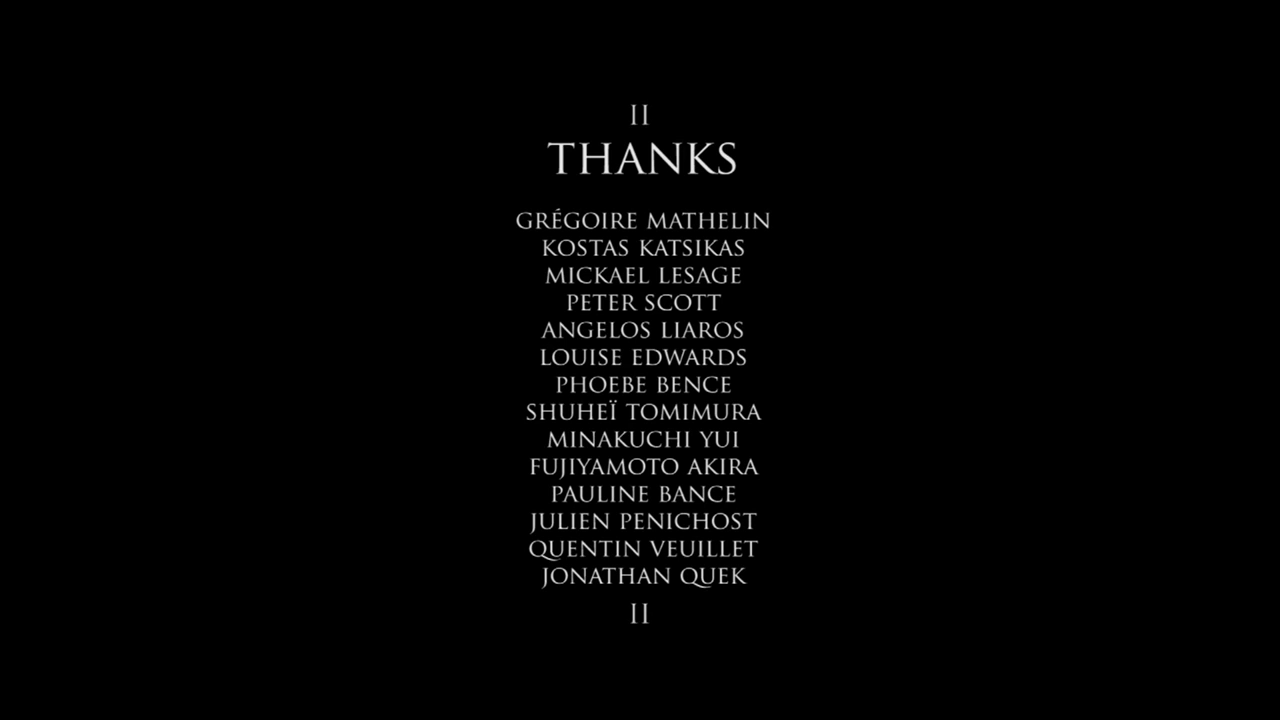 II
THANKS
GRÉGOIRE MATHELIN
KOSTAS KATSIKAS
MICKAEL LESAGE
PETER SCOTT
ANGELOS LIAROS
LOUISE EDWARDS
PHOEBE BENCE
SHUHEÏ TOMIMURA
MINAKUCHI YUI
FUJIYAMOTO AKIRA
PAULINE BANCE
JULIEN PENICHOST
QUENTIN VEUILLET
JONATHAN QUEK
II